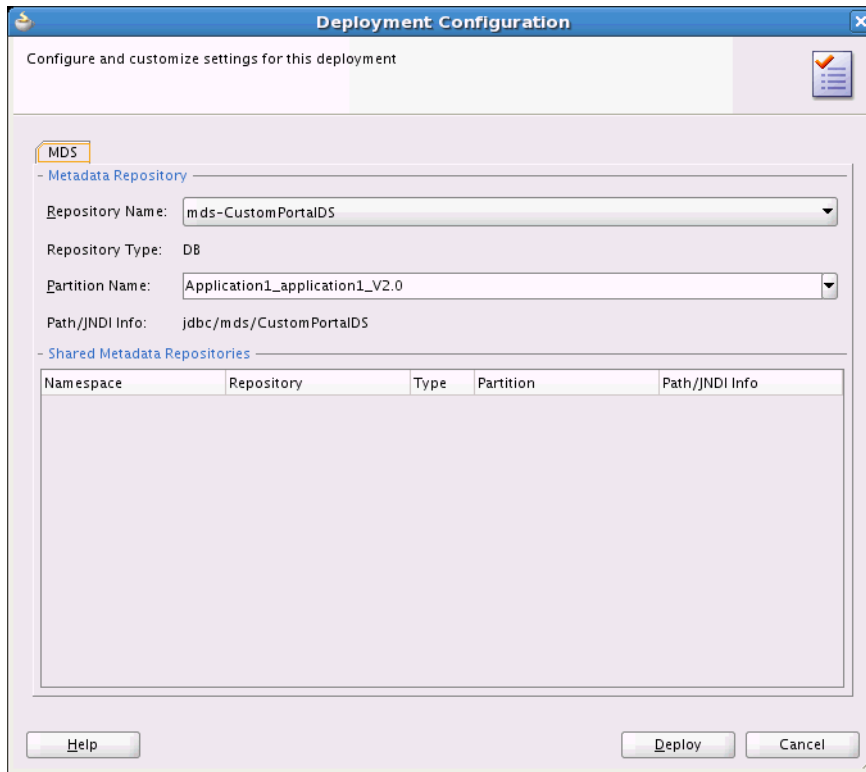 Deployment Configuration
Configure and customize settings for this deployment
MDS
Metadata Repository
Repository Name: mds-CustomPortalDS
Repository Type: DB
Partition Name: Application1_application1_V2.0
Path/JNDI Info: jdbc/mds/CustomPortalDS
Shared Metadata Repositories
Namespace Repository Type Partition Path/JNDI Info
Help Deploy Cancel